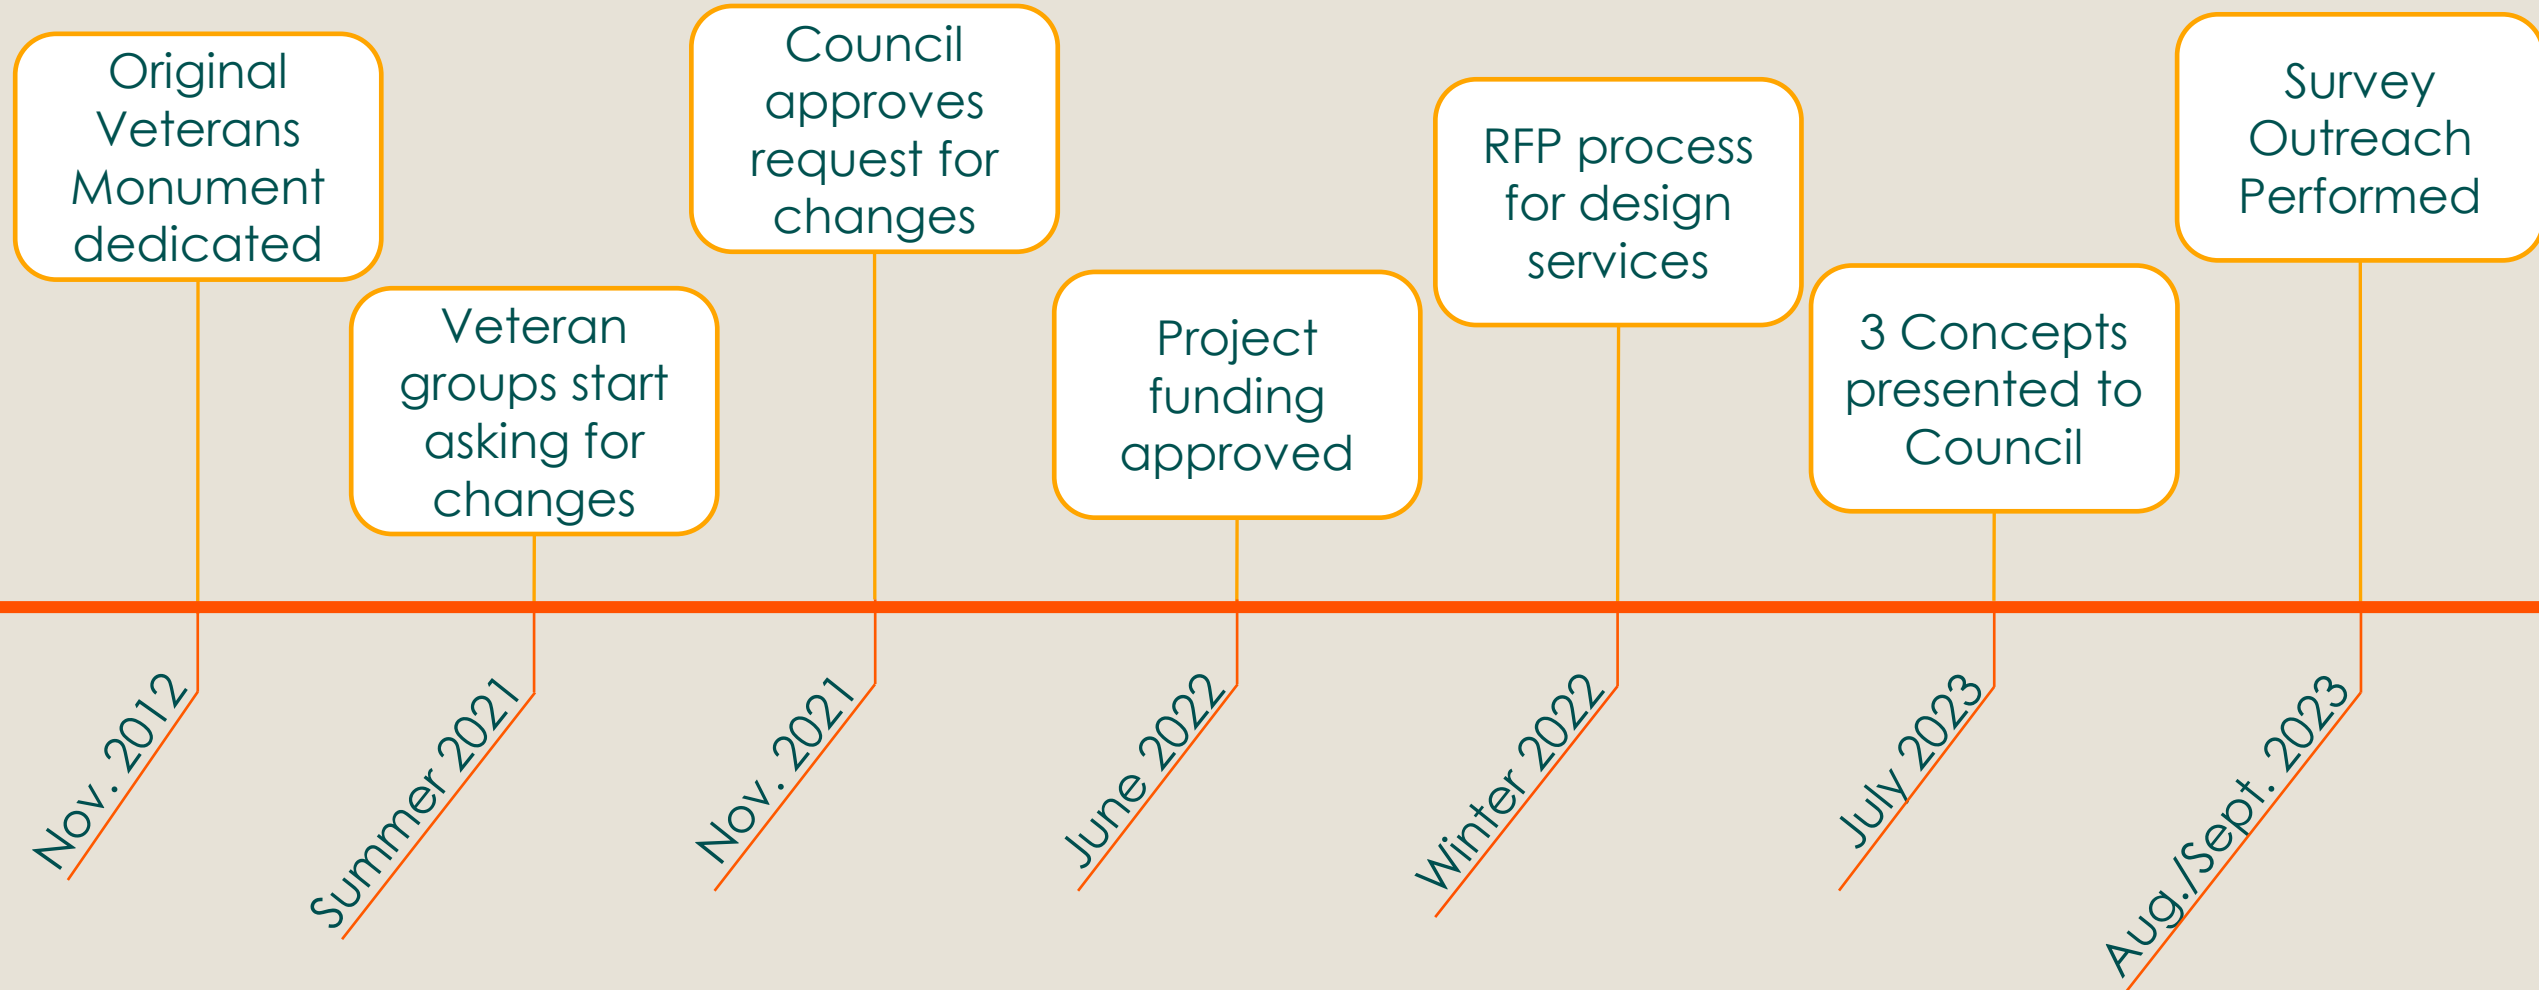 Original
Veterans
Monument
dedicated
Veteran
groups start
asking for
changes
Council
approves
request for
changes
Project
funding
approved
RFP process
for design
services
3 Concepts
presented to
Council
Survey
Outreach
Performed
Nov. 2012
Summer 2021
Nov. 2021
June 2022
Winter 2022
July 2023
Aug./Sept. 2023